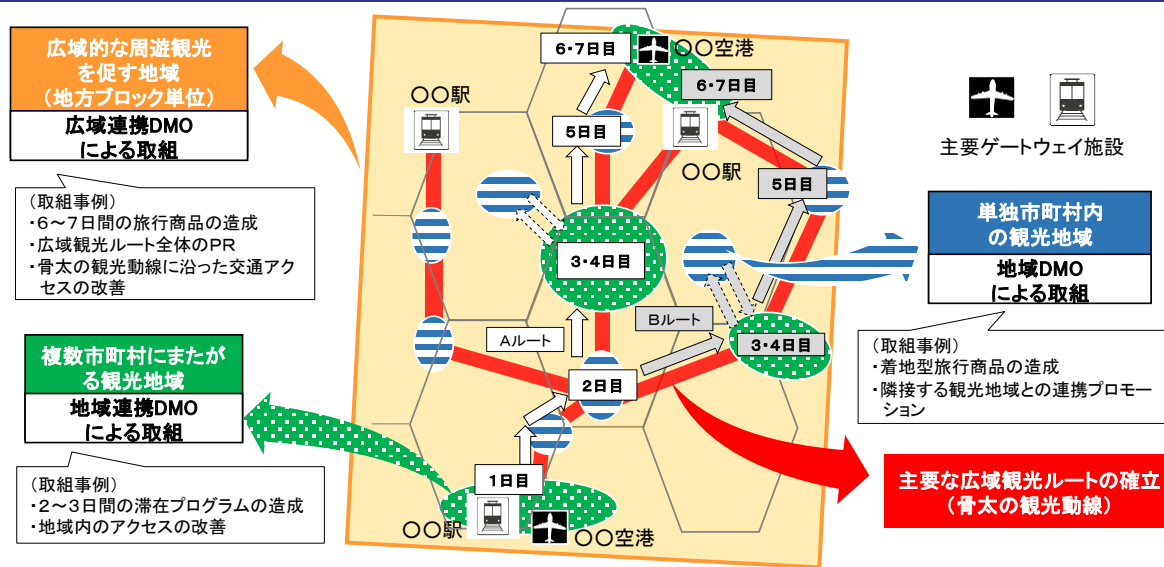 広域的な周遊観光
を促す地域
(地方ブロック単位)
広域連携DMO
による取組
(取組事例)
・6～7日間の旅行商品の造成
・広域観光ルート全体のPR
・骨太の観光動線に沿った交通アク
セスの改善
複数市町村にまたが
る観光地域
地域連携DMO
による取組
(取組事例)
・2～3日間の滞在プログラムの造成
・地域内のアクセスの改善
6・7日目
〇〇空港
6・7日目
〇〇駅
5日目
〇〇駅
5日目
3・4日目
Aルート
Bルート
3・4日目
2日目
1日目
〇〇駅
〇〇空港
主要ゲートウェイ施設
単独市町村内
の観光地域
地域DMO
による取組
(取組事例)
・着地型旅行商品の造成
・隣接する観光地域との連携プロモー
ション
主要な広域観光ルートの確立
(骨太の観光動線)